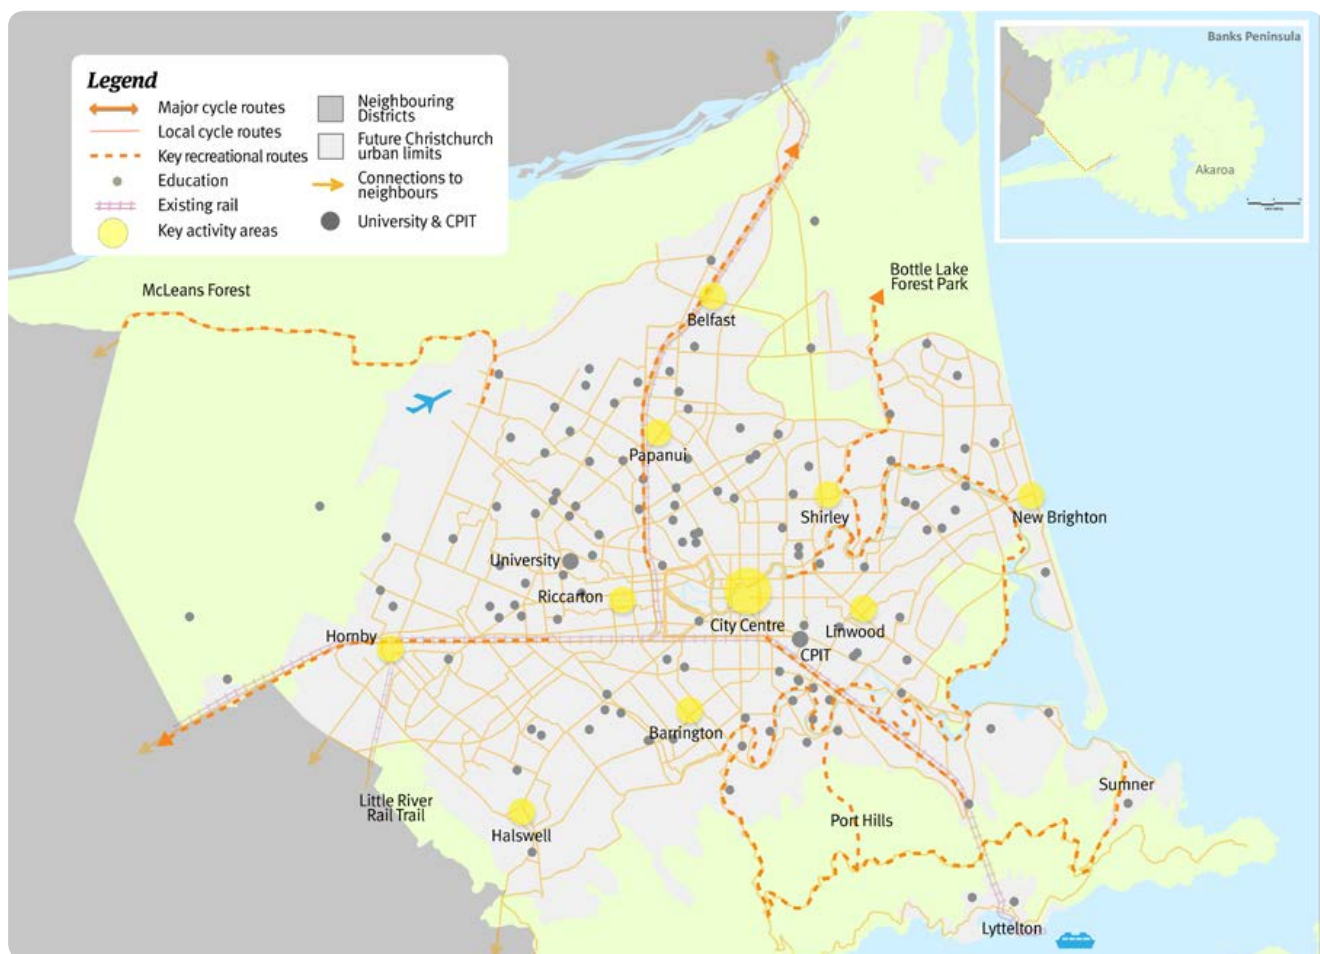 Legend
Major cycle routes
Local cycle routes
Key recreational routes
Education
Existing rail
Key activity areas
Neighbouring
Districts
Future Christchurch
urban limits
Connections to
neighbours
University & CPIT
Banks Peninsula
Akaroa
McLeans Forest
Bottle Lake
Forest Park
Belfast
Papanui
Shirley
New Brighton
University
Riccarton
City Centre
Linwood
Hornby
CPIT
Barrington
Little River
Rail Trail
Halswell
Port Hills
Sumner
Lyttelton